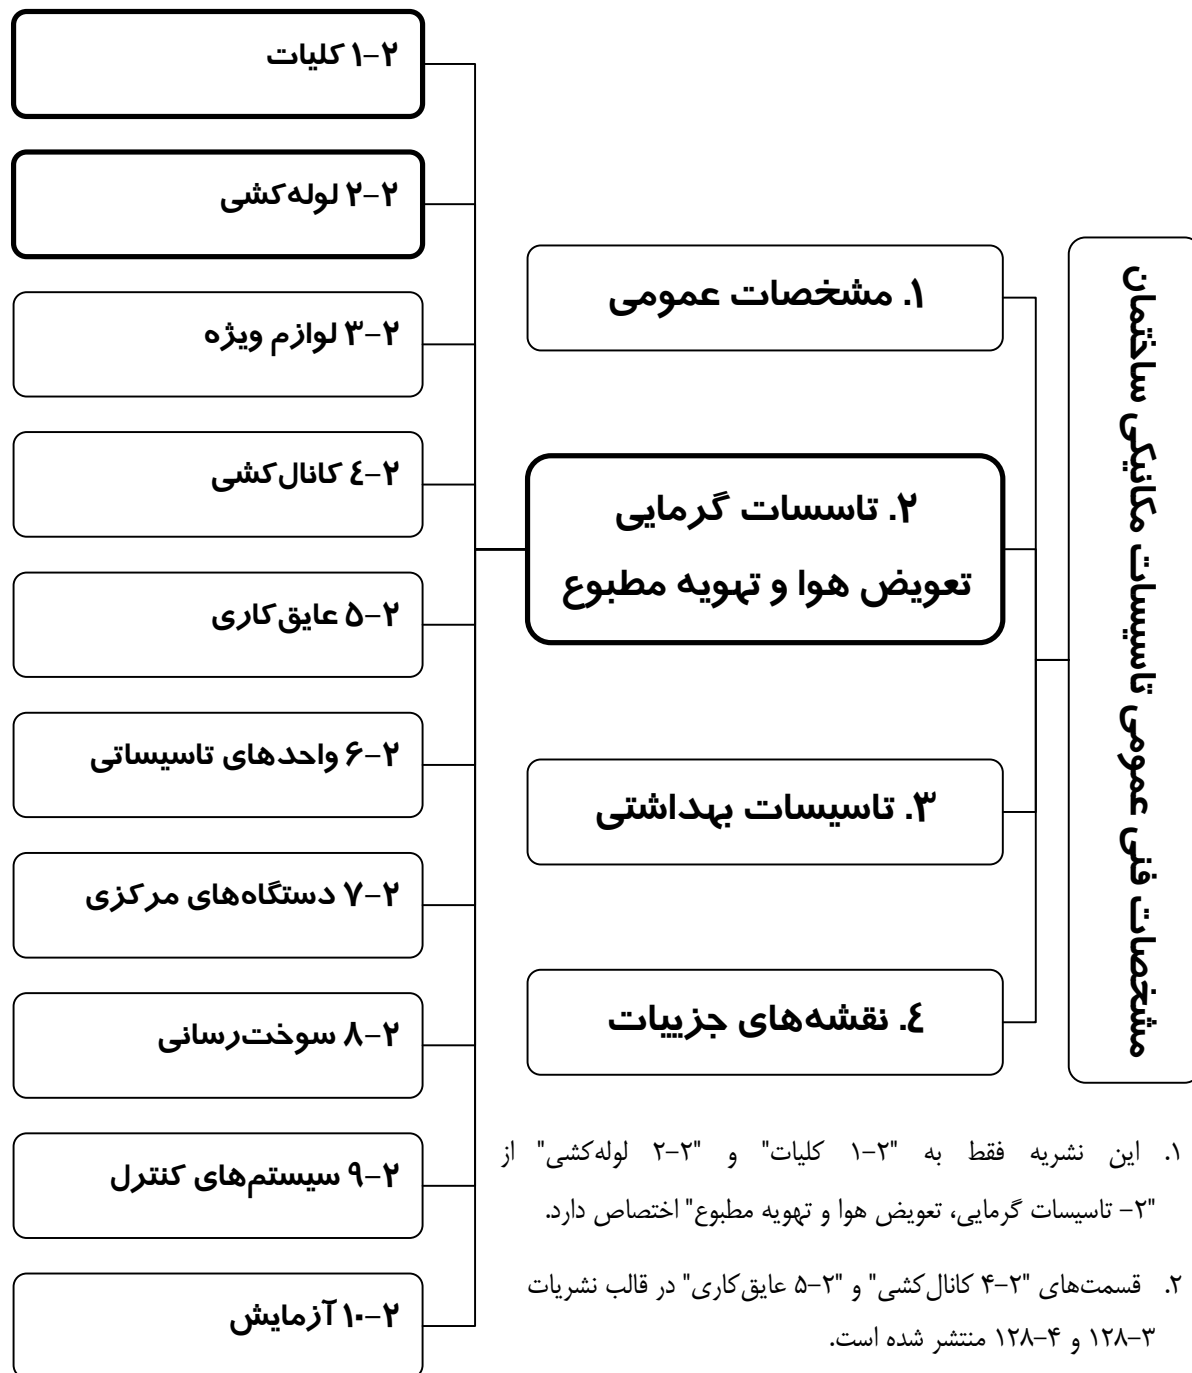 مشخصات فنی عمومی تاسیسات مکانیکی ساختمان
۱. مشخصات عمومی
۲. تاسسات گرمایی
تعویض هوا و تهویه مطبوع
۳. تاسیسات بهداشتی
٤. نقشه‌های جزییات
۲–۱ کلیات
۲–۲ لوله‌کشی
۲–۳ لوازم ویژه
۲–٤ کانال‌کشی
۲–۵ عایق‌کاری
۲–۶ واحدهای تاسیساتی
۲–۷ دستگاه‌های مرکزی
۲–۸ سوخت‌رسانی
۲–۹ سیستم‌های کنترل
۲–۱۰ آزمایش
۱. این نشریه فقط به "۲–۱ کلیات" و "۲–۲ لوله‌کشی" از
"۲– تاسیسات گرمایی، تعویض هوا و تهویه مطبوع" اختصاص دارد.
۲. قسمت‌های "۲–۴ کانال‌کشی" و "۲–۵ عایق‌کاری" در قالب نشریات
۱۲۸–۳ و ۱۲۸–۴ منتشر شده است.